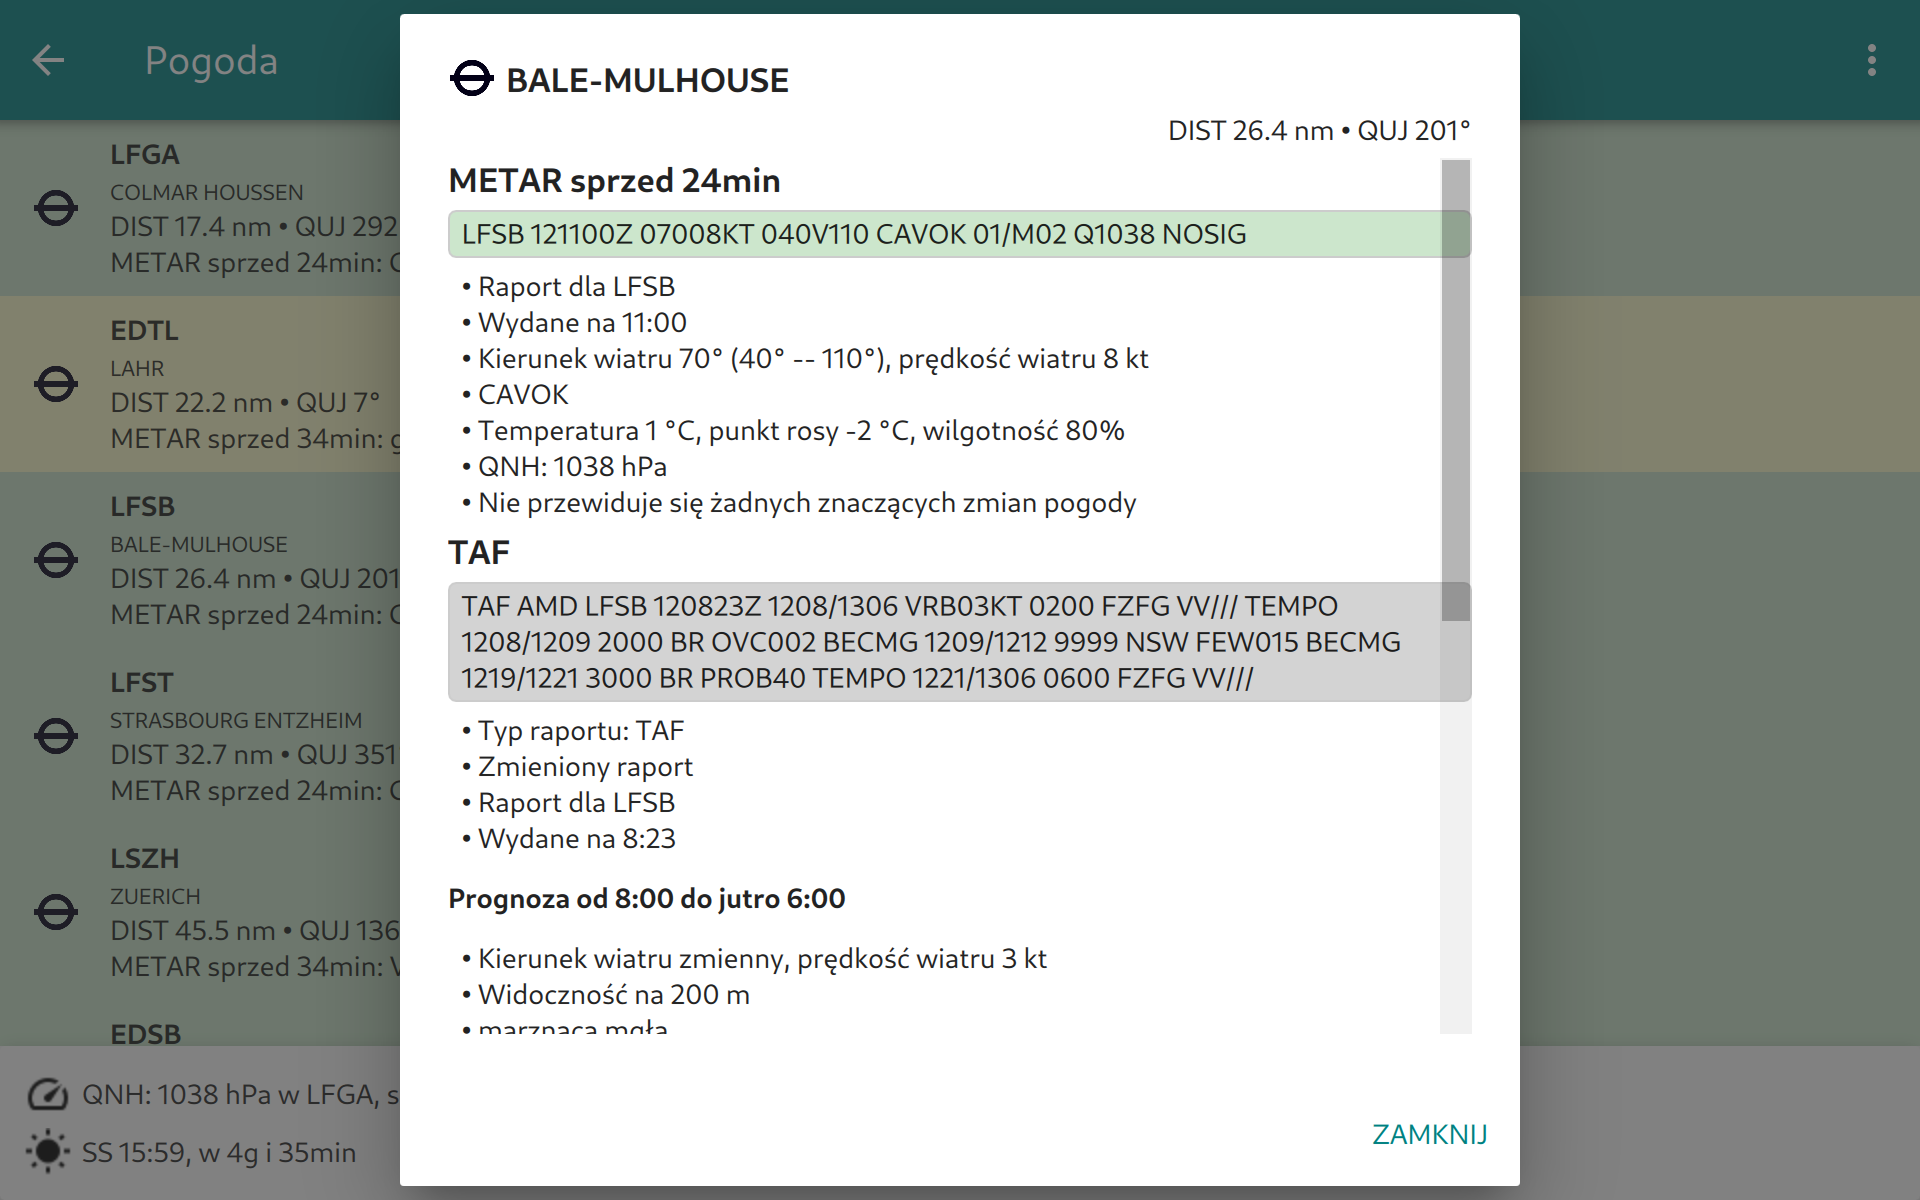 Pogoda
LFGA
COLMAR HOUSSEN
DIST 17.4 nm • QUJ 292
METAR sprzed 24min:
EDTL
LAHR
DIST 22.2 nm • QUJ 7°
METAR sprzed 34min:
LFSB
BALE-MULHOUSE
DIST 26.4 nm • QUJ 201
METAR sprzed 24min:
LFST
STRASBOURG ENTZHEIM
DIST 32.7 nm • QUJ 351
METAR sprzed 24min:
LSZH
ZUERICH
DIST 45.5 nm • QUJ 136
METAR sprzed 34min:
EDSB
QNH: 1038 hPa w LFGA, s
SS 15:59, w 4g i 35min
BALE-MULHOUSE
DIST 26.4 nm • QUJ 201°
METAR sprzed 24min
LFSB 121100Z 07008KT 040V110 CAVOK 01/M02 Q1038 NOSIG
• Raport dla LFSB
• Wydane na 11:00
• Kierunek wiatru 70° (40° -- 110°), prędkość wiatru 8 kt
• CAVOK
• Temperatura 1 °C, punkt rosy -2 °C, wilgotność 80%
• QNH: 1038 hPa
• Nie przewiduje się żadnych znaczących zmian pogody
TAF
TAF AMD LFSB 120823Z 1208/1306 VRB03KT 0200 FZFG VV/// TEMPO
1208/1209 2000 BR OVC002 BECMG 1209/1212 9999 NSW FEW015 BECMG
1219/1221 3000 BR PROB40 TEMPO 1221/1306 0600 FZFG VV///
• Typ raportu: TAF
• Zmieniony raport
• Raport dla LFSB
• Wydane na 8:23
Prognoza od 8:00 do jutro 6:00
• Kierunek wiatru zmienny, prędkość wiatru 3 kt
• Widoczność na 200 m
• marznąca mgła
ZAMKNIJ